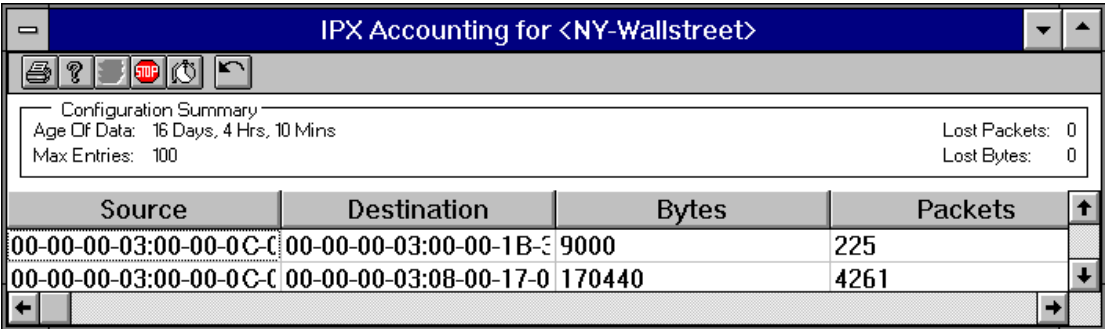 IPX Accounting for <NY-Wallstreet>
STOP
Configuration Summary
Age Of Data: 16 Days, 4 Hrs, 10 Mins Lost Packets: 0
Max Entries: 100 Lost Bytes: 0
Source Destination Bytes Packets
00-00-00-03:00-00-0C-0 00-00-00-03:00-00-1B-3 9000 225
00-00-00-03:00-00-0C-0 00-00-00-03:08-00-17-0 170440 4261